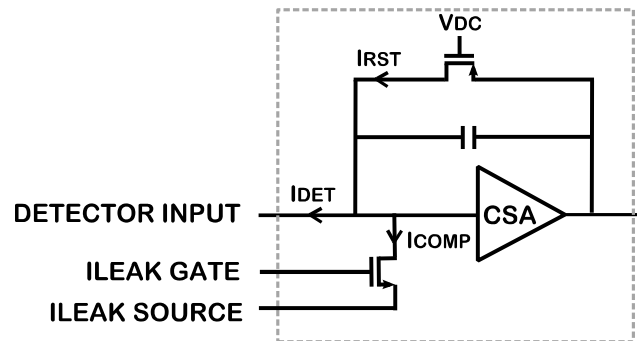 VDC
IRST
IDET
DETECTOR INPUT
CSA
ICOMP
ILEAK GATE
ILEAK SOURCE